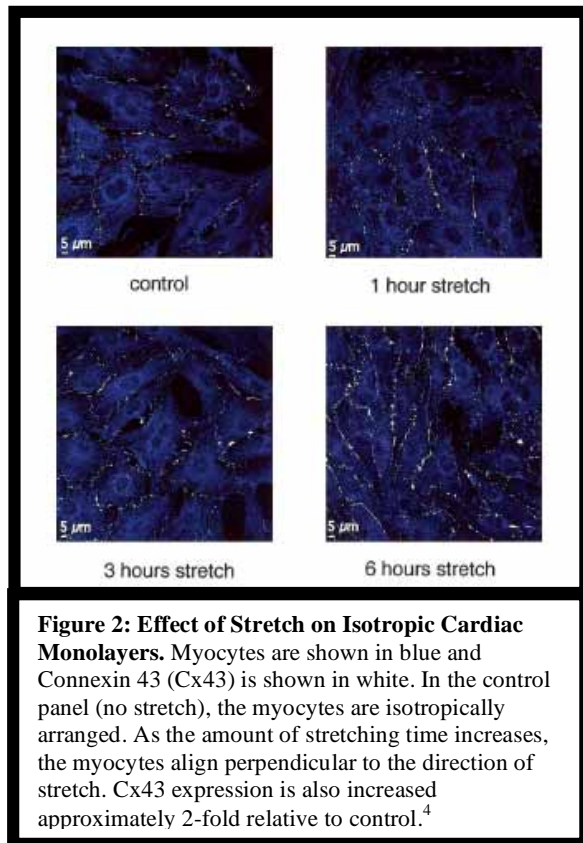 5 µm
5 µm
control
1 hour stretch
5 µm
5 µm
3 hours stretch
6 hours stretch
Figure 2: Effect of Stretch on Isotropic Cardiac
Monolayers. Myocytes are shown in blue and
Connexin 43 (Cx43) is shown in white. In the control
panel (no stretch), the myocytes are isotropically
arranged. As the amount of stretching time increases,
the myocytes align perpendicular to the direction of
stretch. Cx43 expression is also increased
approximately 2-fold relative to control.⁴